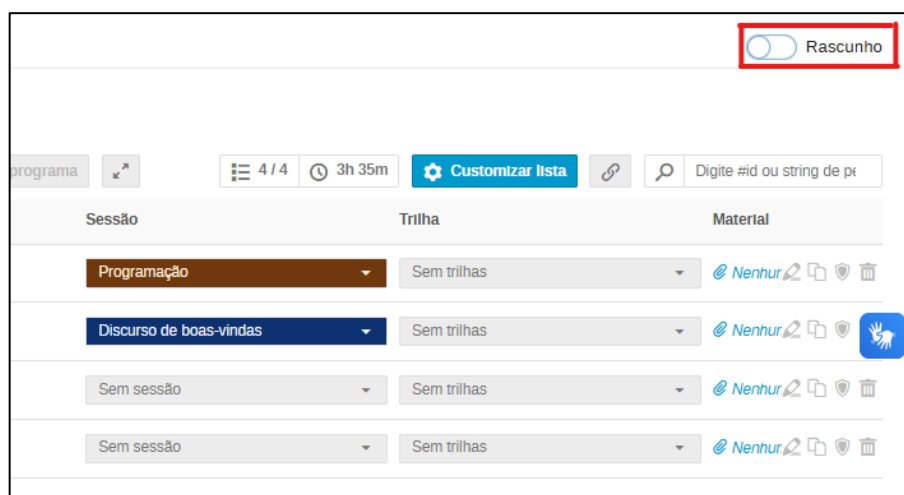 Rascunho
programa
4 / 4
3h 35m
Customizar lista
Digite #id ou string de pe
Sessão
Trilha
Material
Programação
Sem trilhas
Nenhur
Discurso de boas-vindas
Sem trilhas
Nenhur
Sem sessão
Sem trilhas
Nenhur
Sem sessão
Sem trilhas
Nenhur